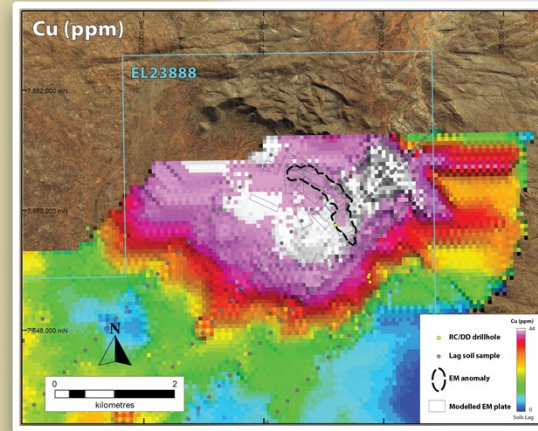 Cu (ppm)
EL23888
7,552,000 mN
7,550,000 mN
7,548,000 mN
N
0 2
kilometres
RC/DD drillhole
Lag soil sample
EM anomaly
Modelled EM plate
Cu (ppm)
44
0
Soils Lag